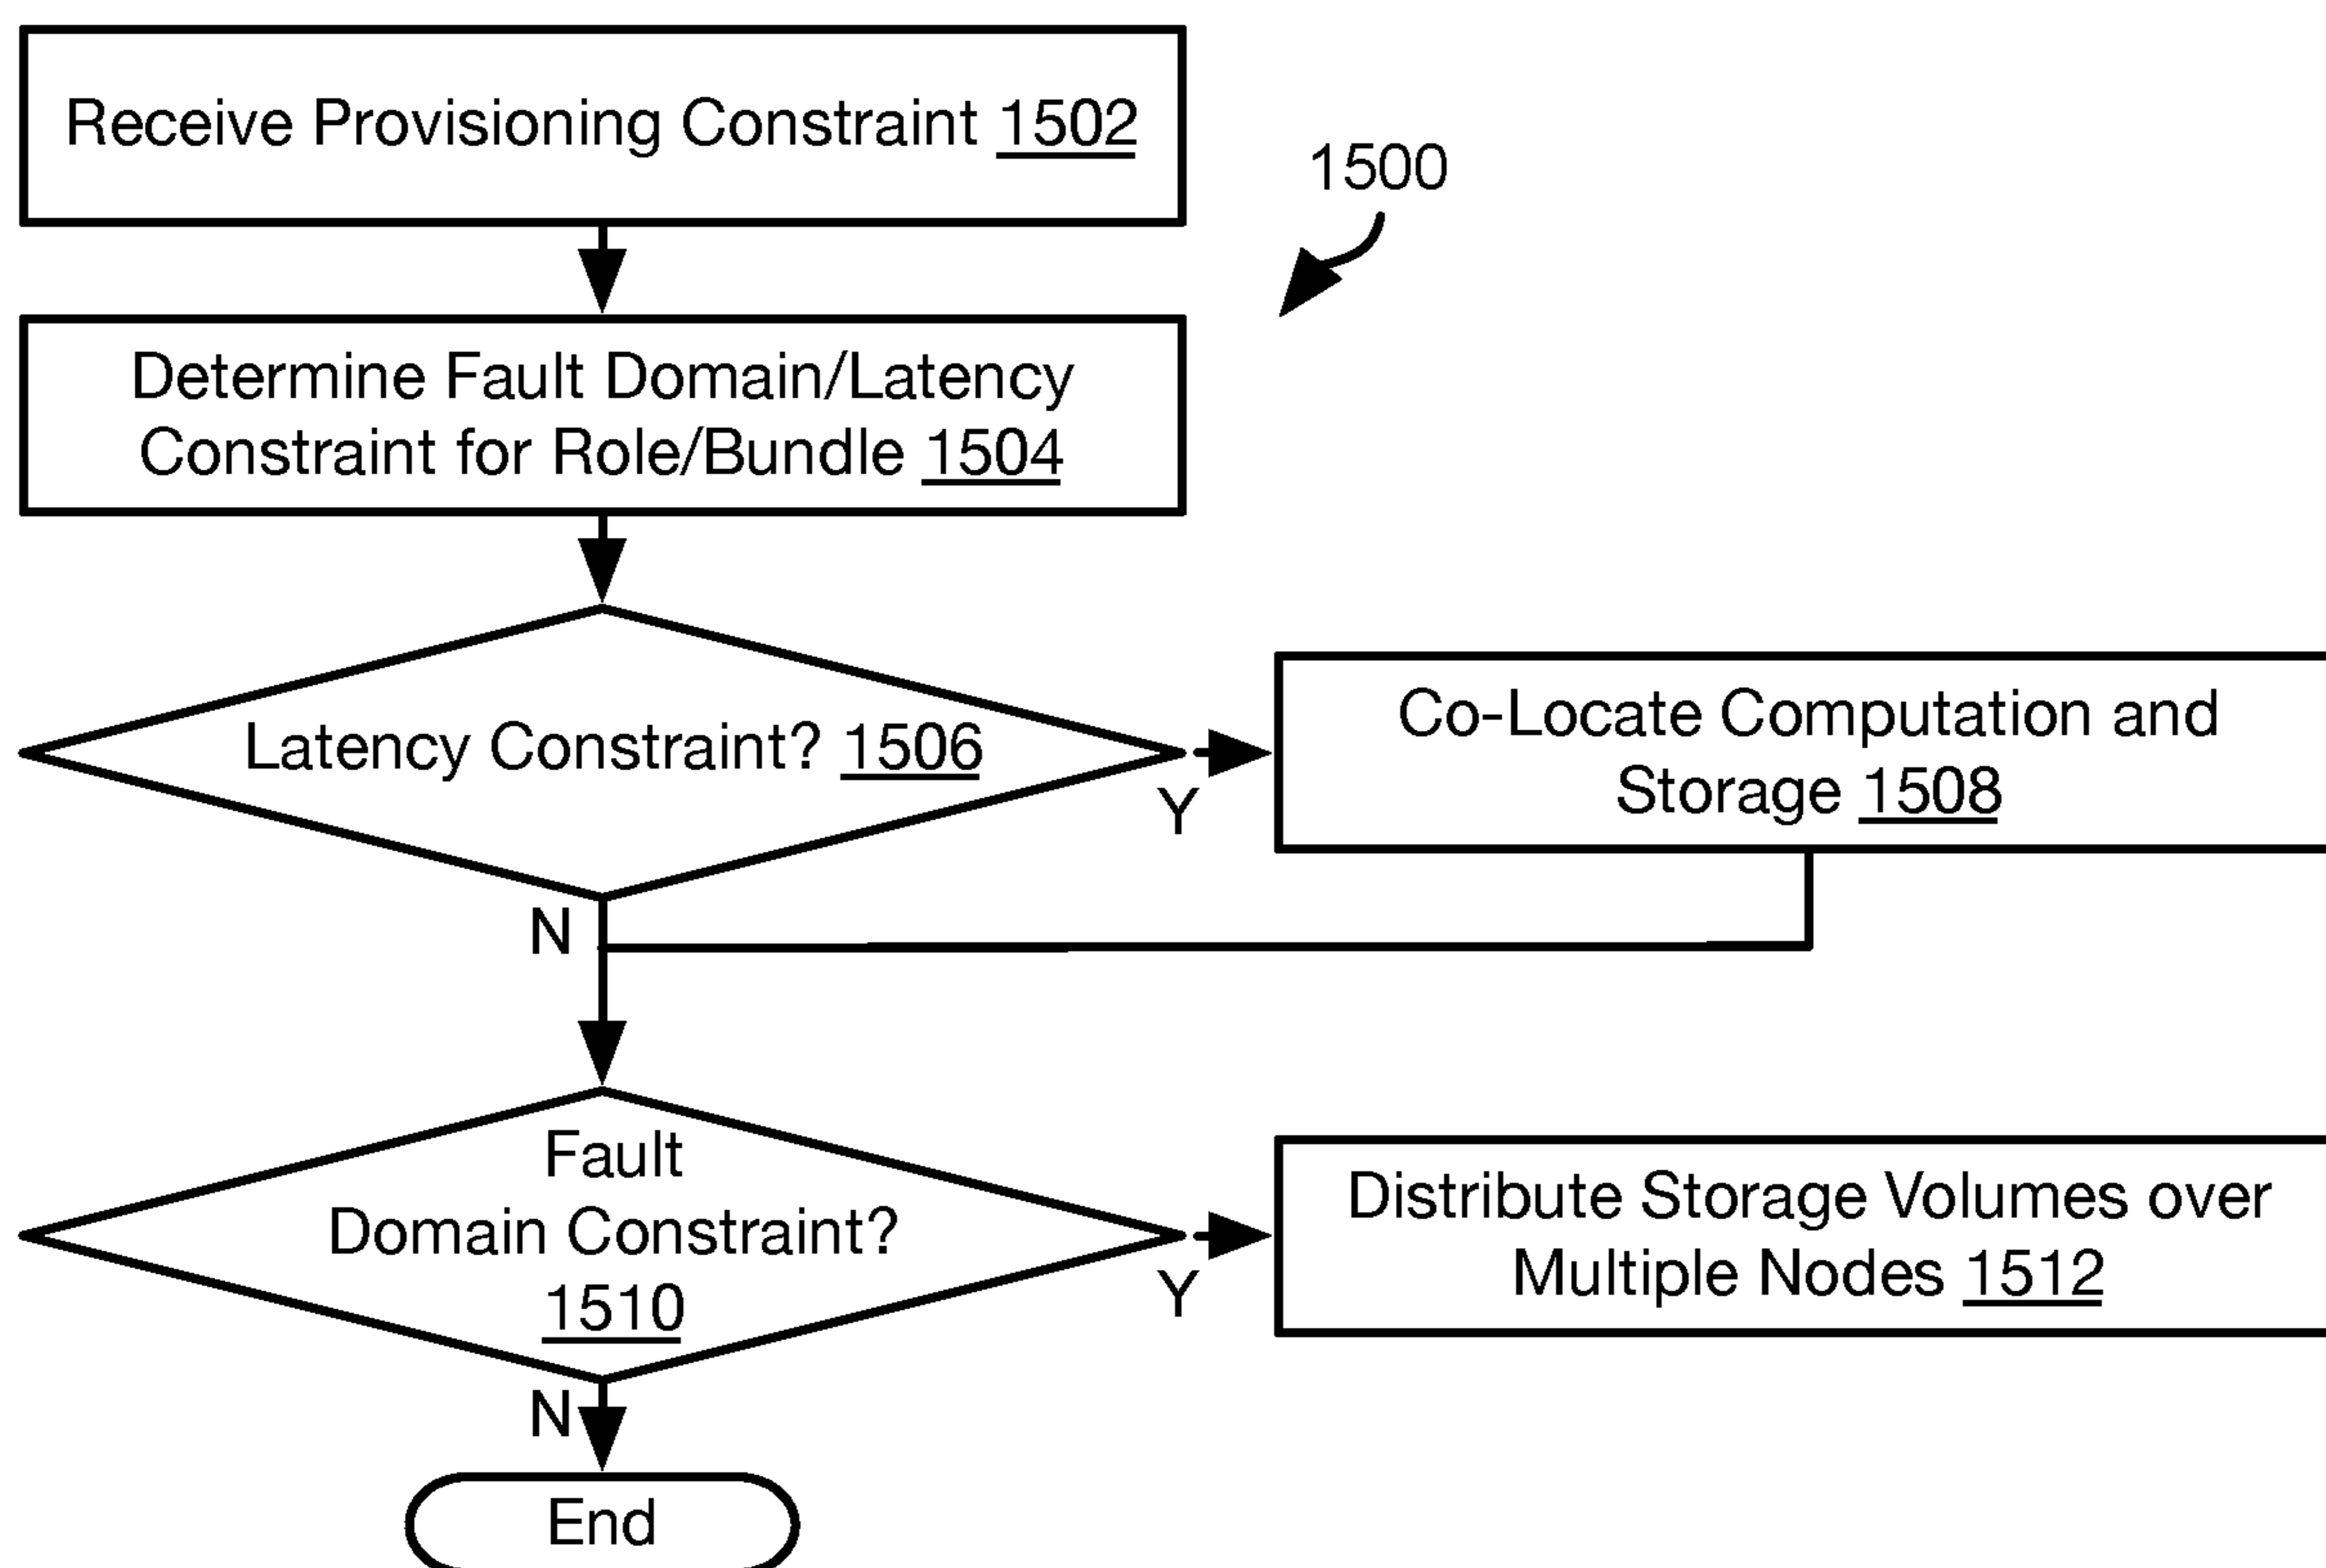 Receive Provisioning Constraint 1502
1500
Determine Fault Domain/Latency
Constraint for Role/Bundle 1504
Latency Constraint? 1506
Y
Co-Locate Computation and
Storage 1508
N
Fault
Domain Constraint?
1510
Y
Distribute Storage Volumes over
Multiple Nodes 1512
N
End